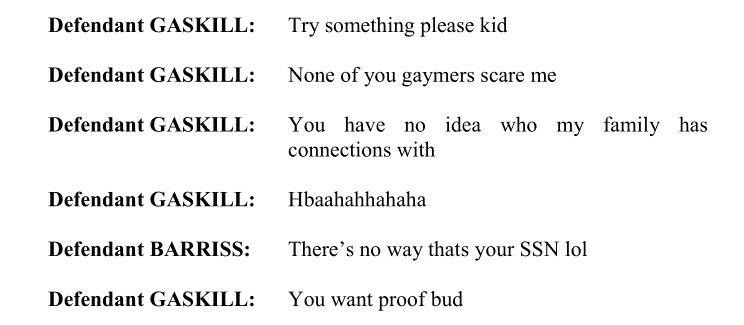 Defendant GASKILL: Try something please kid
Defendant GASKILL: None of you gaymers scare me
Defendant GASKILL: You have no idea who my family has
connections with
Defendant GASKILL: Hbaahahhahaha
Defendant BARRISS: There's no way thats your SSN lol
Defendant GASKILL: You want proof bud